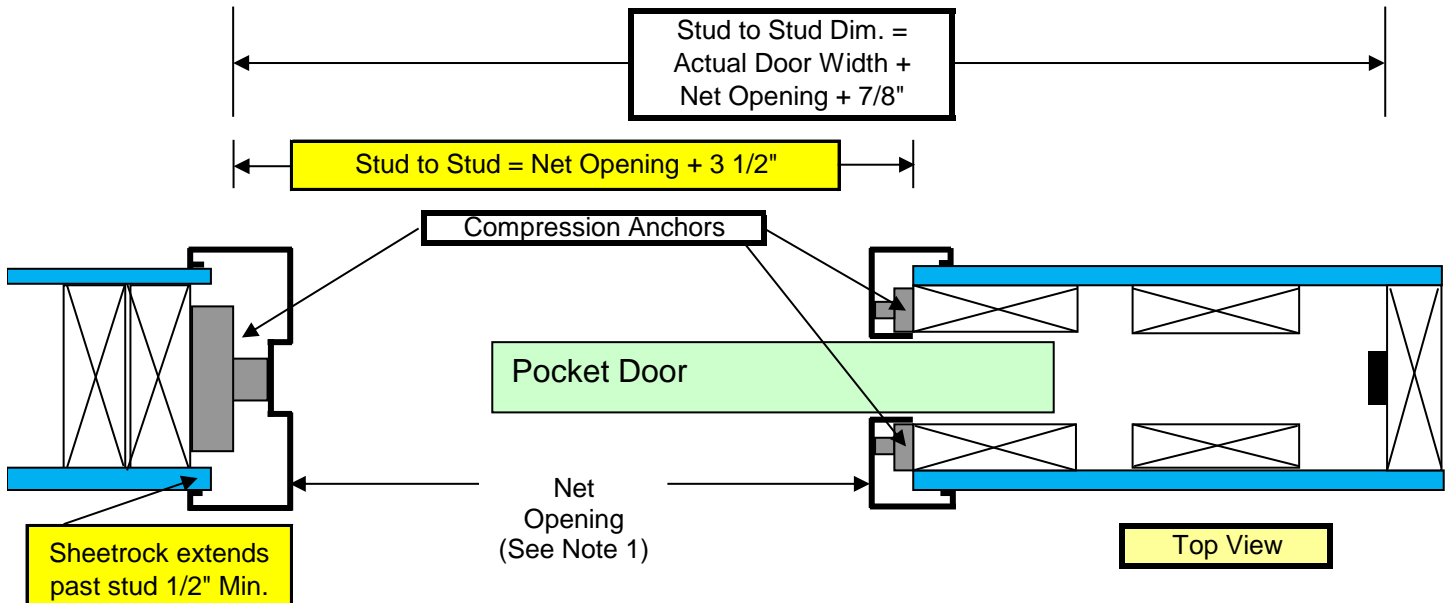 Stud to Stud Dim. =
Actual Door Width +
Net Opening + 7/8"
Stud to Stud = Net Opening + 3 1/2"
Compression Anchors
Pocket Door
Net
Opening
(See Note 1)
Sheetrock extends
past stud 1/2" Min.
Top View